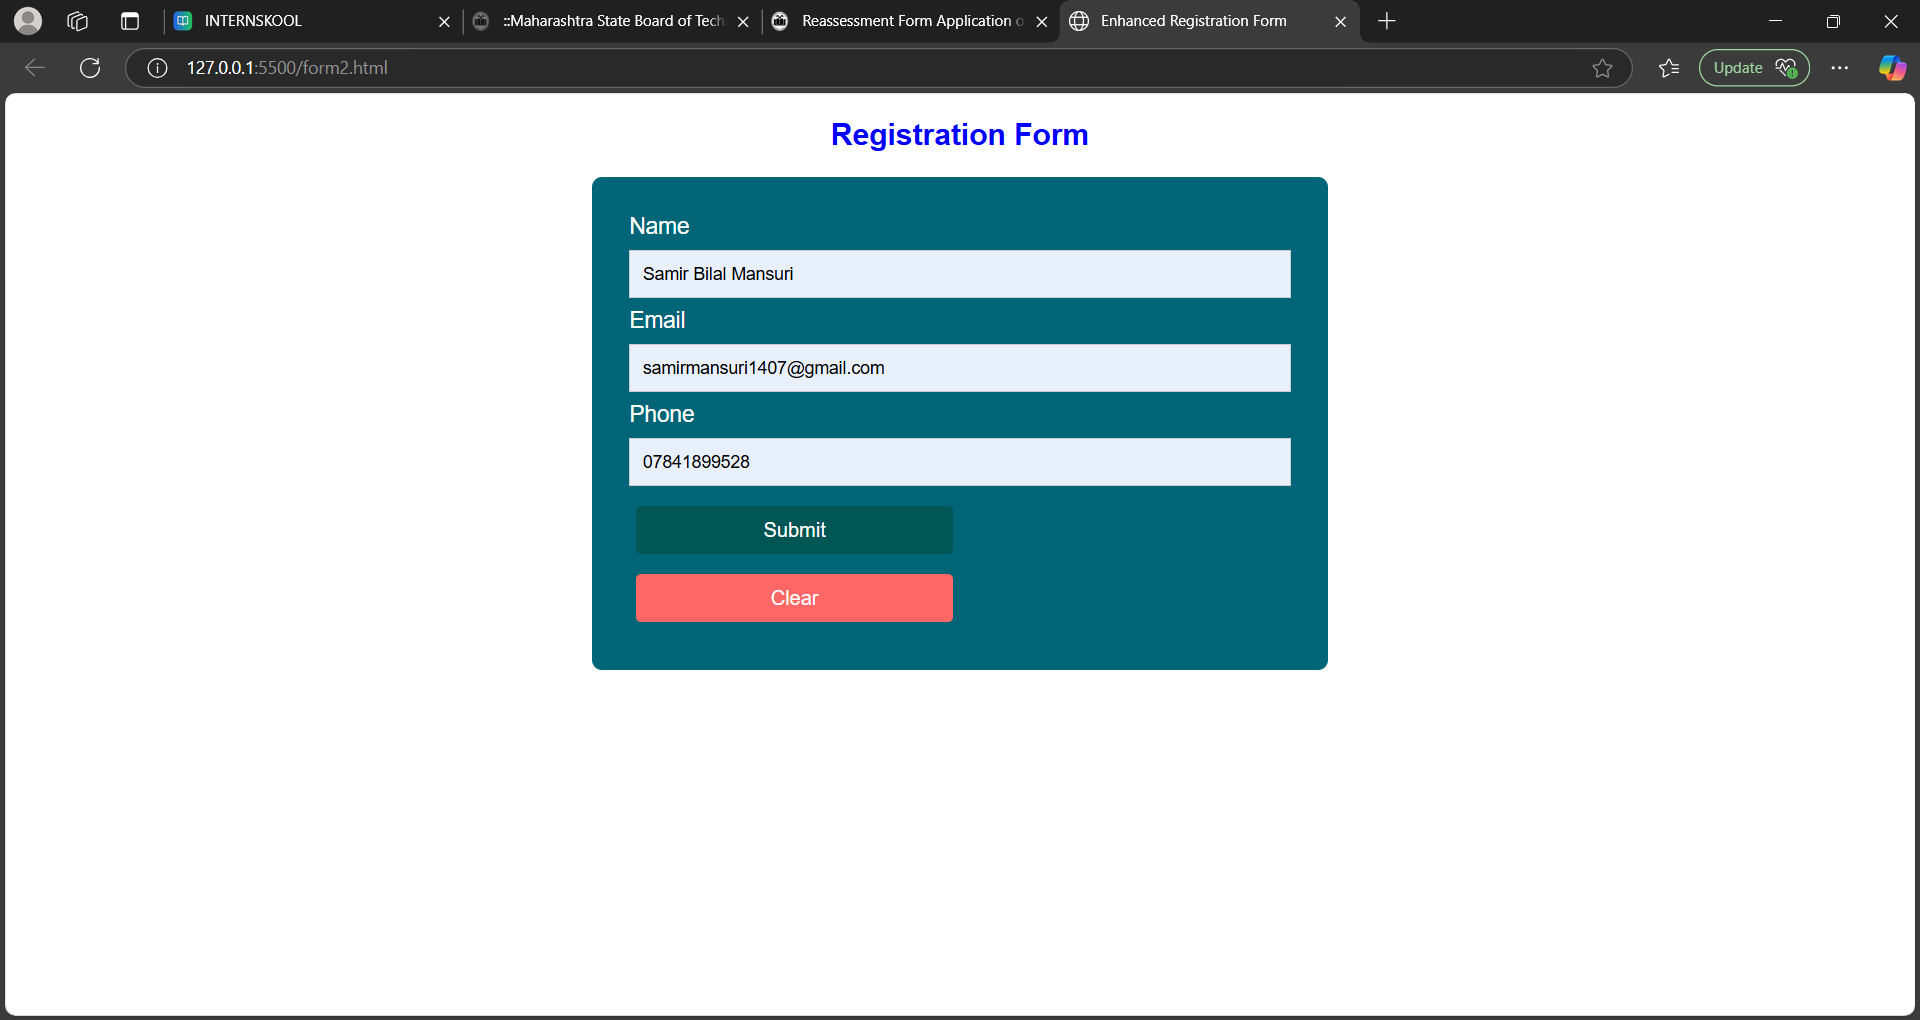 INTERNSKOOL
::Maharashtra State Board of Tech
Reassessment Form Application o
Enhanced Registration Form
127.0.0.1:5500/form2.html
Update
Registration Form
Name
Samir Bilal Mansuri
Email
samirmansuri1407@gmail.com
Phone
07841899528
Submit
Clear